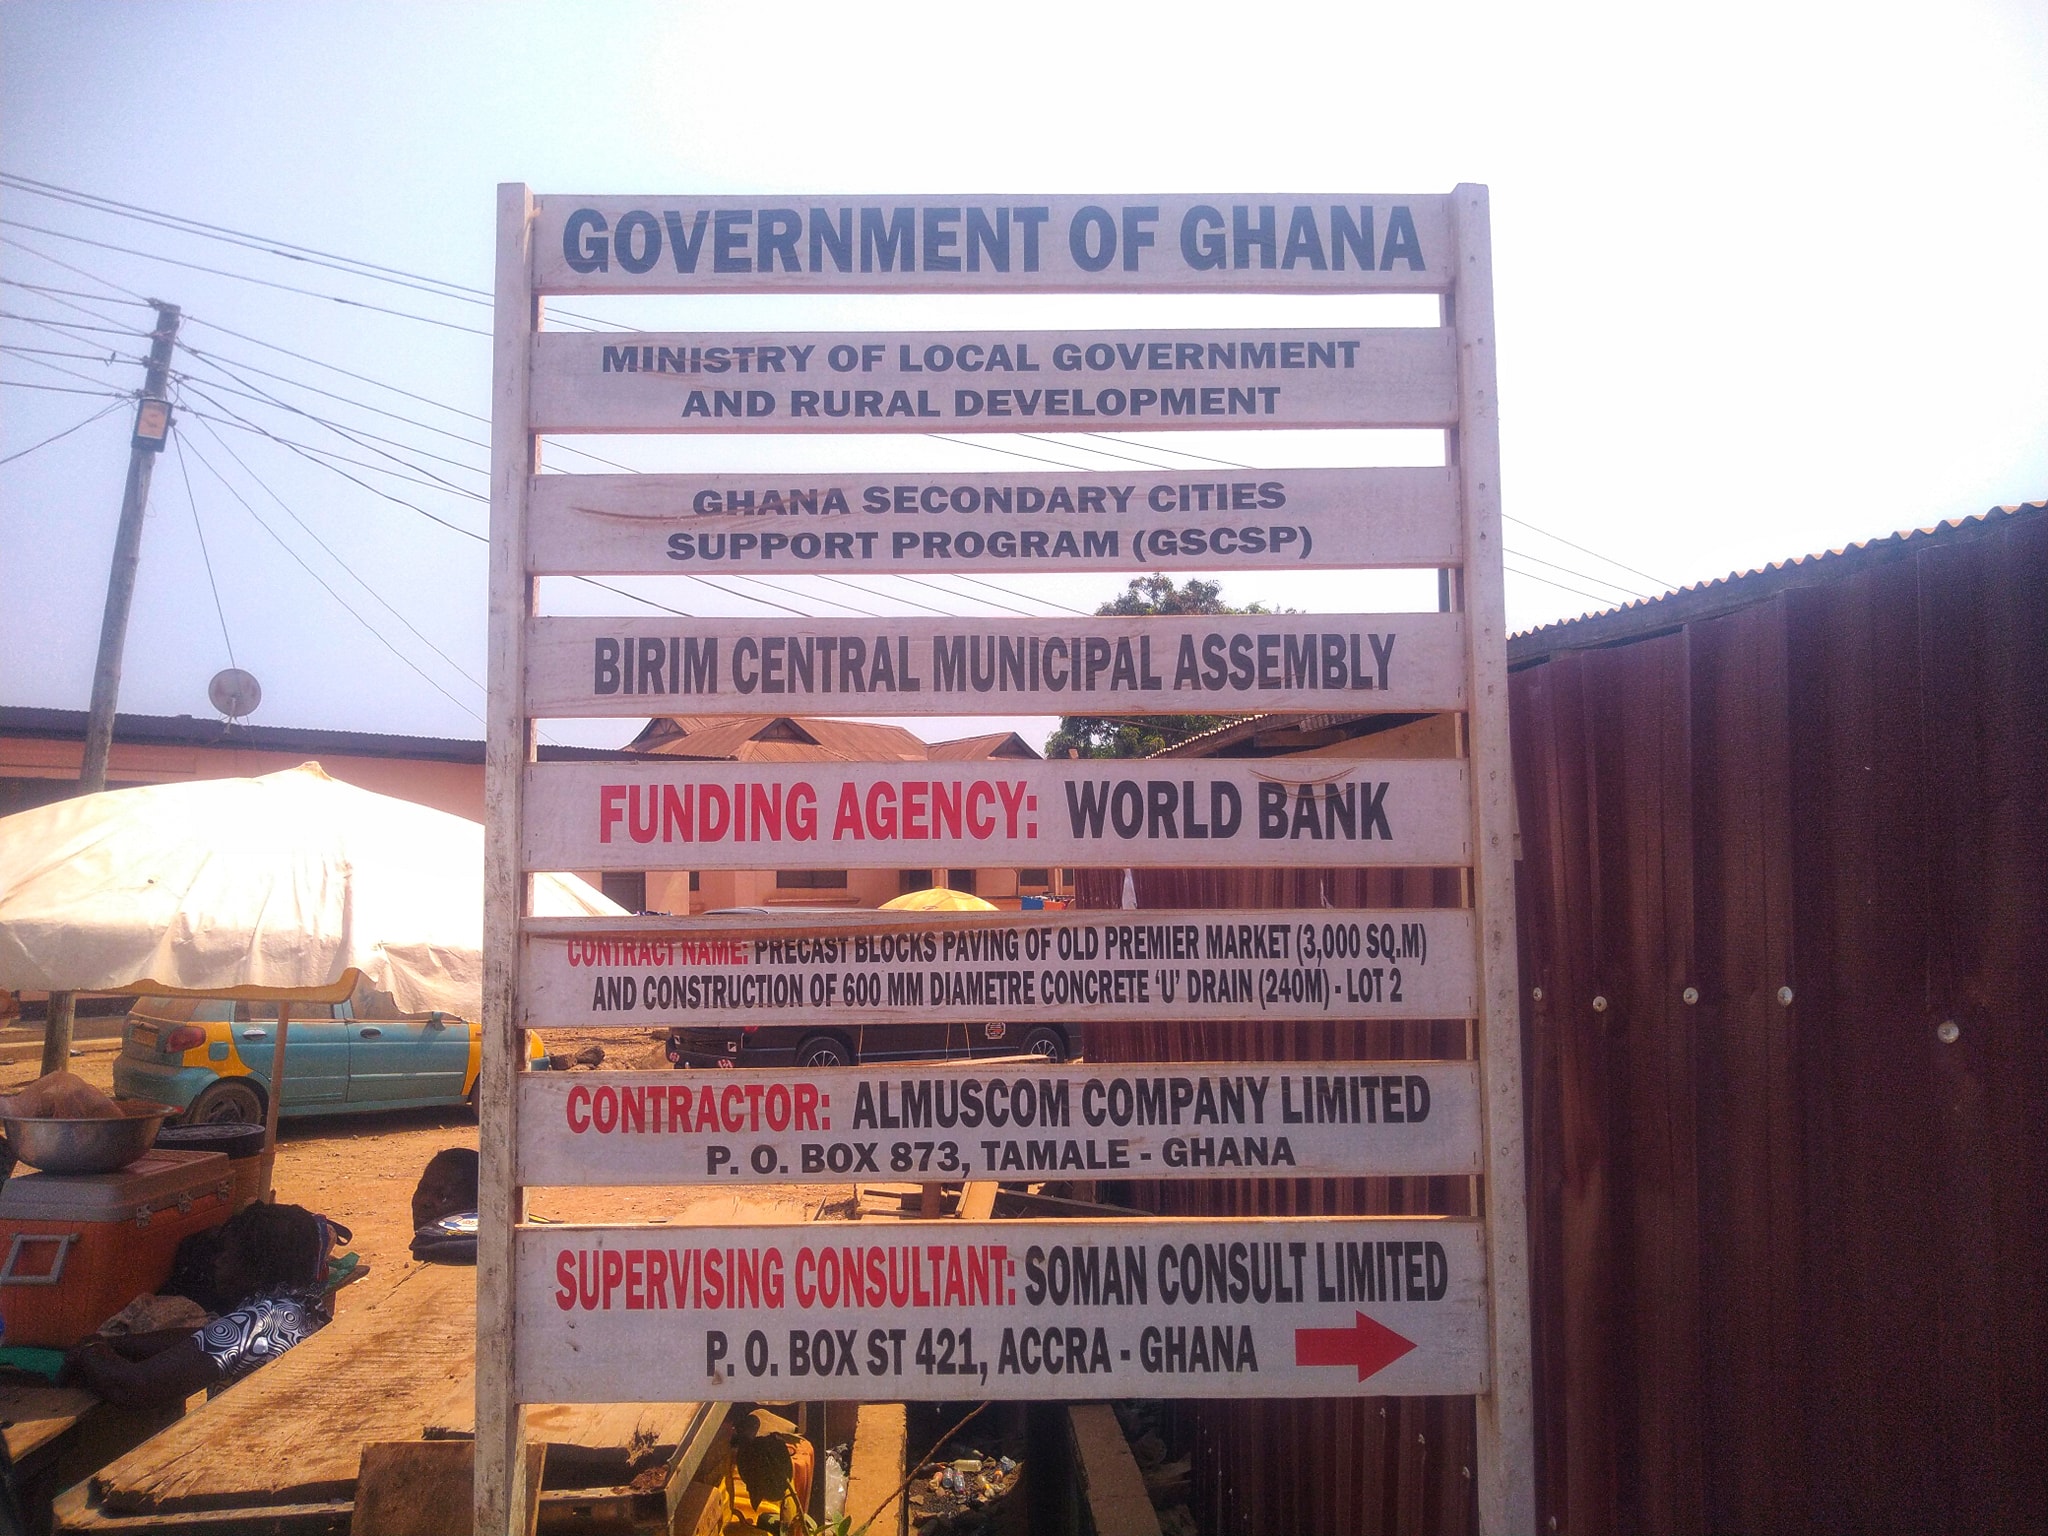 GOVERNMENT OF GHANA
MINISTRY OF LOCAL GOVERNMENT
AND RURAL DEVELOPMENT
GHANA SECONDARY CITIES
SUPPORT PROGRAM (GSCSP)
BIRIM CENTRAL MUNICIPAL ASSEMBLY
FUNDING AGENCY: WORLD BANK
CONTRACT NAME: PRECAST BLOCKS PAVING OF OLD PREMIER MARKET (3,000 SQ.M)
AND CONSTRUCTION OF 600 MM DIAMETRE CONCRETE ‘U’ DRAIN (240M) - LOT 2
CONTRACTOR: ALMUSCOM COMPANY LIMITED
P. O. BOX 873, TAMALE - GHANA
SUPERVISING CONSULTANT: SOMAN CONSULT LIMITED
P. O. BOX ST 421, ACCRA - GHANA